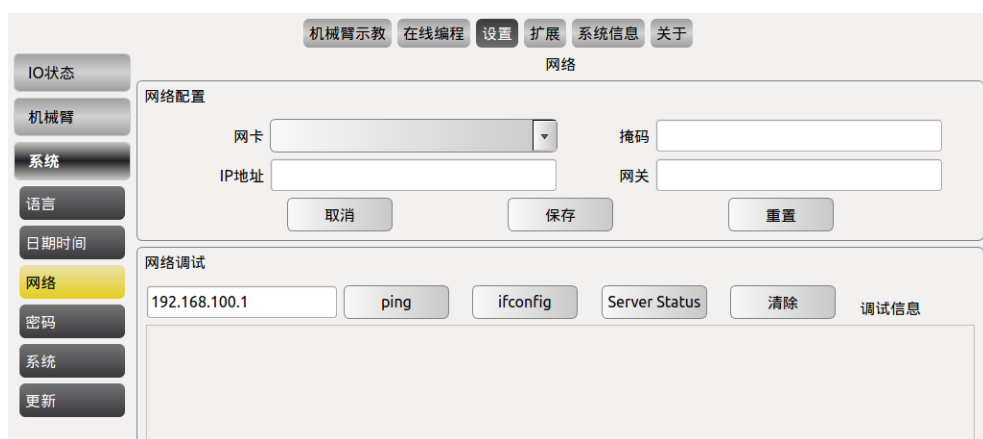 机械臂示教 在线编程 设置 扩展 系统信息 关于
网络
IO状态
机械臂
系统
语言
日期时间
网络
密码
系统
更新
网络配置
网卡 掩码
IP地址 网关
取消 保存 重置
网络调试
192.168.100.1 ping ifconfig Server Status 清除 调试信息